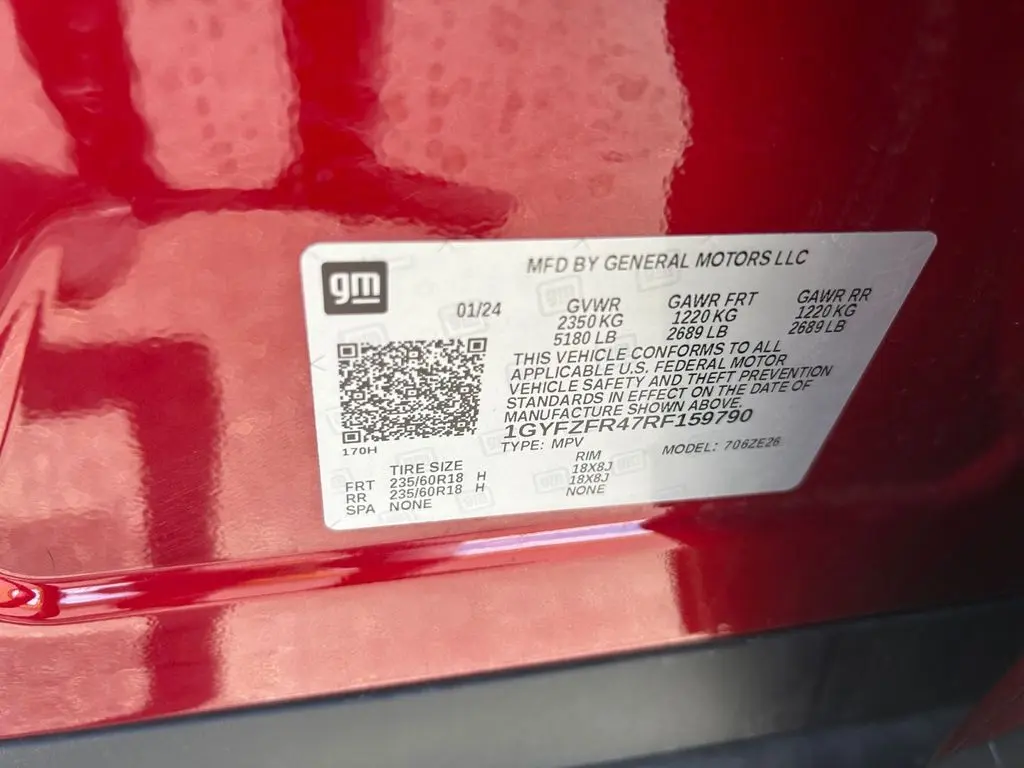 gm
MFD BY GENERAL MOTORS LLC
01/24
GVWR
2350 KG
5180 LB
GAWR FRT
1220 KG
2689 LB
GAWR RR
1220 KG
2689 LB
THIS VEHICLE CONFORMS TO ALL
APPLICABLE U.S. FEDERAL MOTOR
VEHICLE SAFETY AND THEFT PREVENTION
STANDARDS IN EFFECT ON THE DATE OF
MANUFACTURE SHOWN ABOVE.
1GYFZFR47RF159790
TYPE: MPV
MODEL: 706ZE26
170H
TIRE SIZE
RIM
FRT 235/60R18 H 18X8J
RR 235/60R18 H 18X8J
SPA NONE NONE